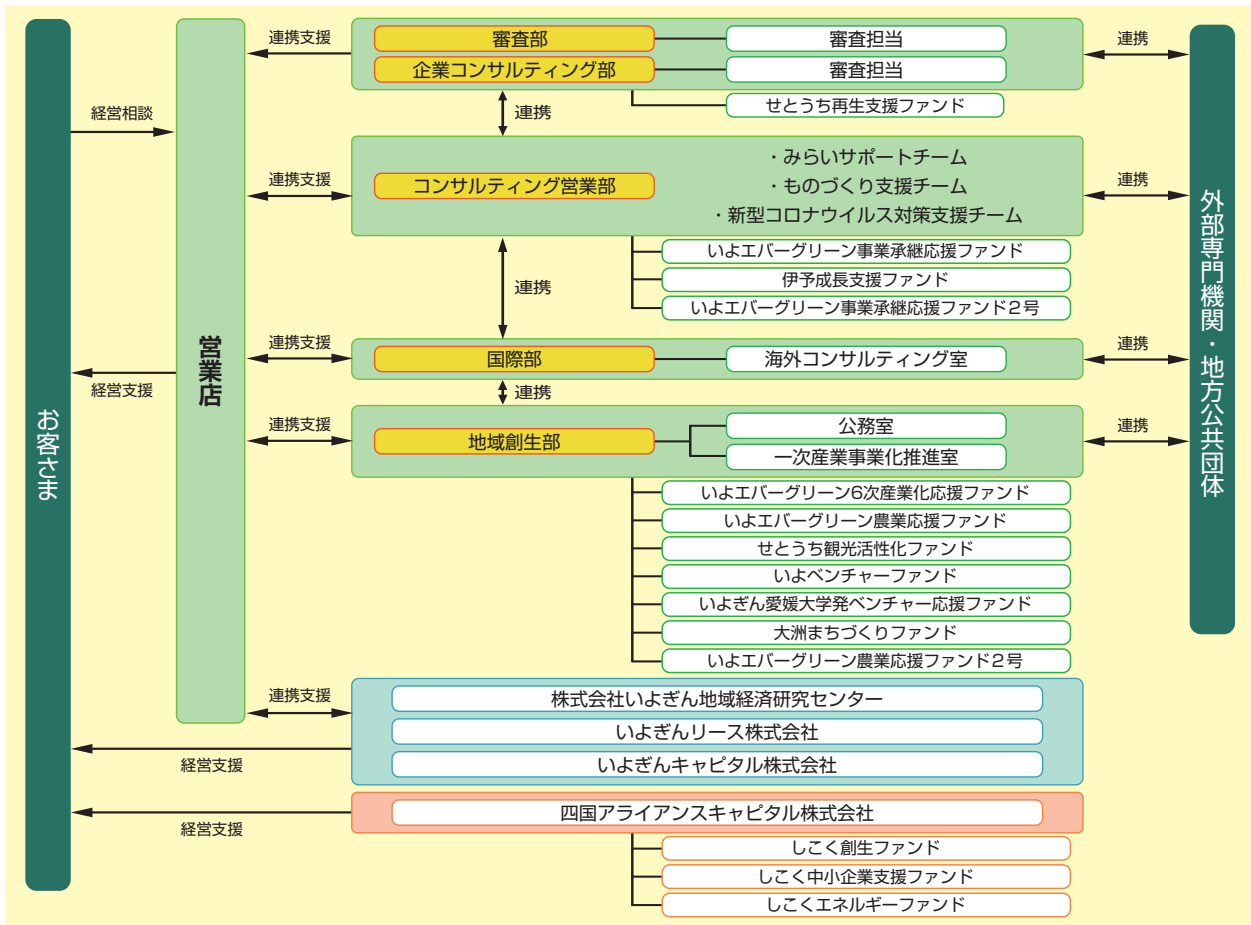 お客さま
経営相談
経営支援
営業店
連携支援
審査部
審査担当
企業コンサルティング部
審査担当
せとうち再生支援ファンド
連携
連携
連携支援
コンサルティング営業部
・みらいサポートチーム
・ものづくり支援チーム
・新型コロナウイルス対策支援チーム
連携
いよエバーグリーン事業承継応援ファンド
伊予成長支援ファンド
いよエバーグリーン事業承継応援ファンド2号
連携
連携支援
国際部
海外コンサルティング室
連携
連携
連携支援
地域創生部
公務室
一次産業事業化推進室
連携
いよエバーグリーン6次産業化応援ファンド
いよエバーグリーン農業応援ファンド
せとうち観光活性化ファンド
いよベンチャーファンド
いよぎん愛媛大学発ベンチャー応援ファンド
大洲まちづくりファンド
いよエバーグリーン農業応援ファンド2号
連携支援
株式会社いよぎん地域経済研究センター
いよぎんリース株式会社
いよぎんキャピタル株式会社
経営支援
四国アライアンスキャピタル株式会社
経営支援
しこく創生ファンド
しこく中小企業支援ファンド
しこくエネルギーファンド
外部専門機関・地方公共団体